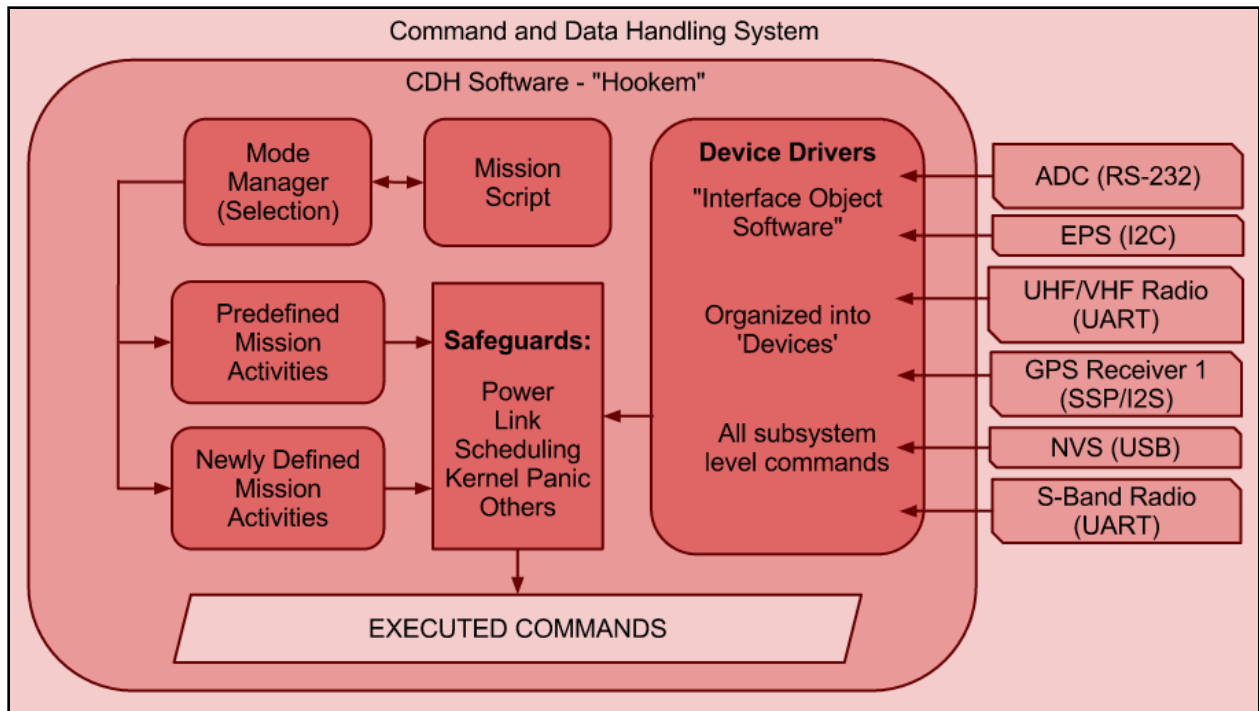 Command and Data Handling System
CDH Software - "Hookem"
Mode
Manager
(Selection)
Mission
Script
Predefined
Mission
Activities
Newly Defined
Mission
Activities
Safeguards:
Power
Link
Scheduling
Kernel Panic
Others
Device Drivers
"Interface Object
Software"
Organized into
'Devices'
All subsystem
level commands
ADC (RS-232)
EPS (I2C)
UHF/VHF Radio
(UART)
GPS Receiver 1
(SSP/I2S)
NVS (USB)
S-Band Radio
(UART)
EXECUTED COMMANDS